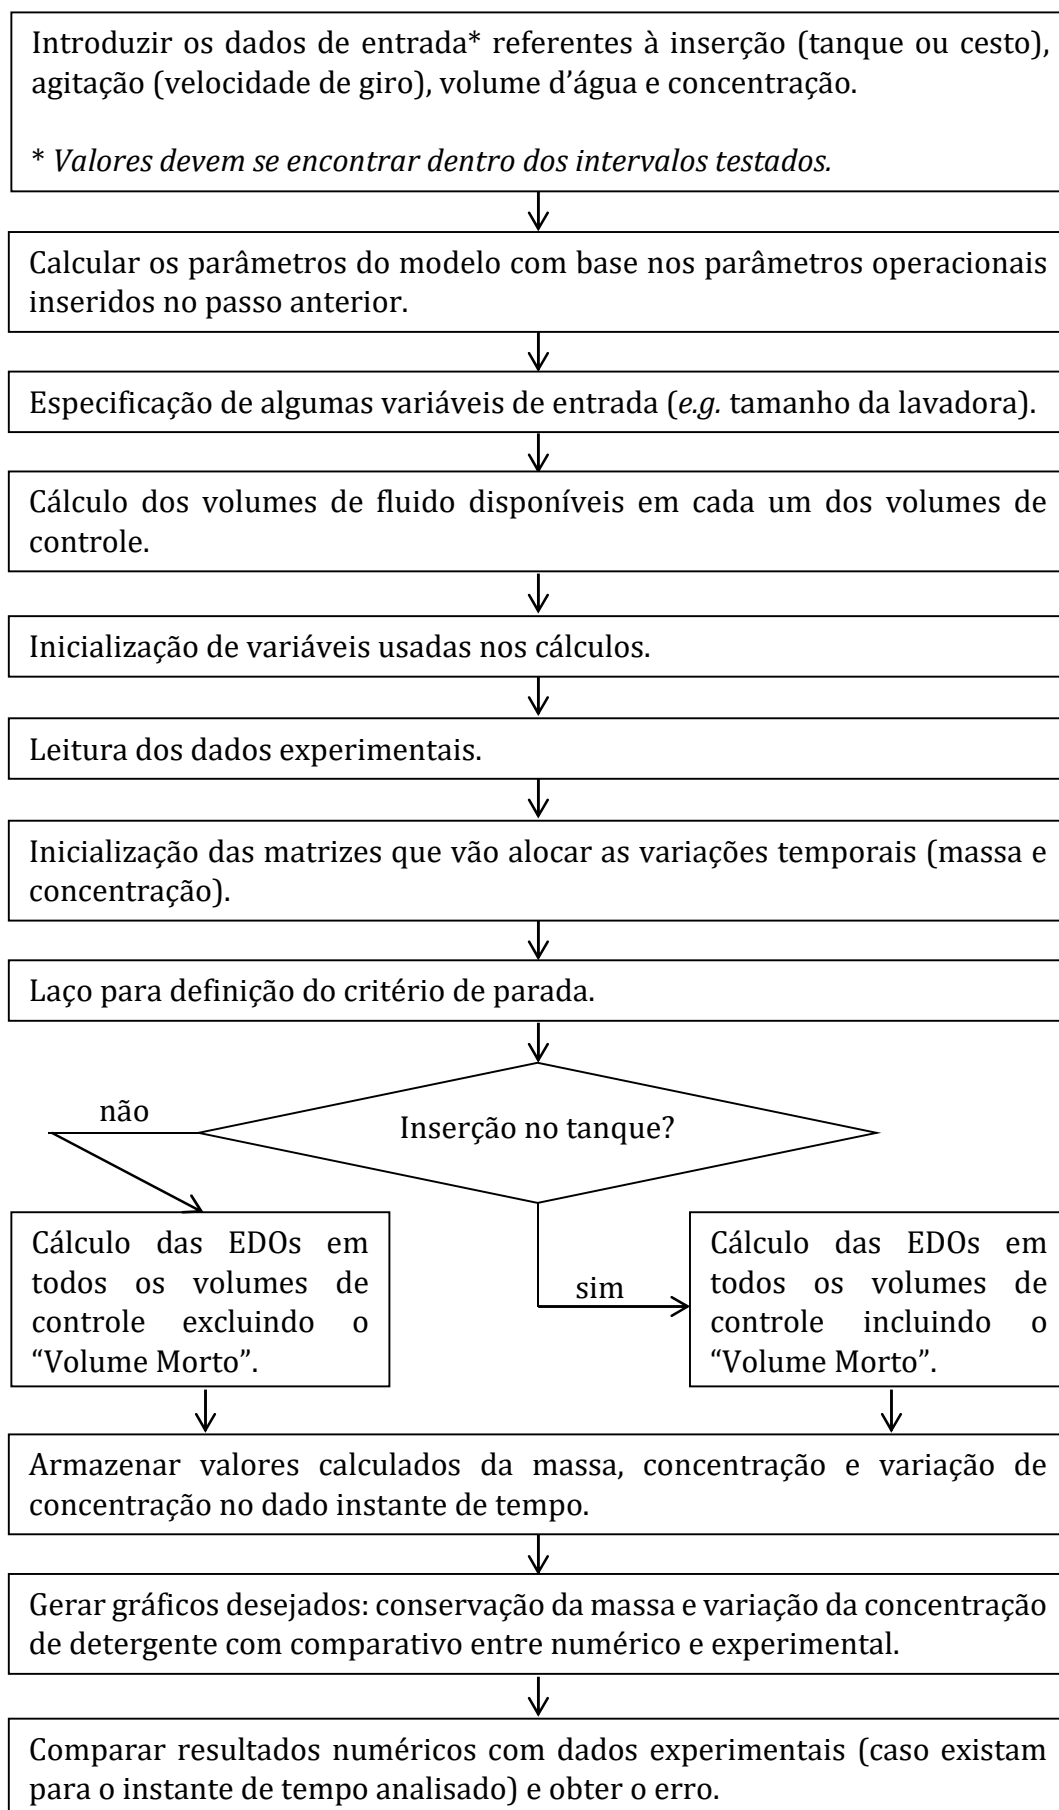 Introduzir os dados de entrada* referentes à inserção (tanque ou cesto),
agitação (velocidade de giro), volume d’água e concentração.
* Valores devem se encontrar dentro dos intervalos testados.
Calcular os parâmetros do modelo com base nos parâmetros operacionais
inseridos no passo anterior.
Especificação de algumas variáveis de entrada (e.g. tamanho da lavadora).
Cálculo dos volumes de fluido disponíveis em cada um dos volumes de
controle.
Inicialização de variáveis usadas nos cálculos.
Leitura dos dados experimentais.
Inicialização das matrizes que vão alocar as variações temporais (massa e
concentração).
Laço para definição do critério de parada.
não
Inserção no tanque?
Cálculo das EDOs em
todos os volumes de
controle excluindo o
“Volume Morto”.
sim
Cálculo das EDOs em
todos os volumes de
controle incluindo o
“Volume Morto”.
Armazenar valores calculados da massa, concentração e variação de
concentração no dado instante de tempo.
Gerar gráficos desejados: conservação da massa e variação da concentração
de detergente com comparativo entre numérico e experimental.
Comparar resultados numéricos com dados experimentais (caso existam
para o instante de tempo analisado) e obter o erro.